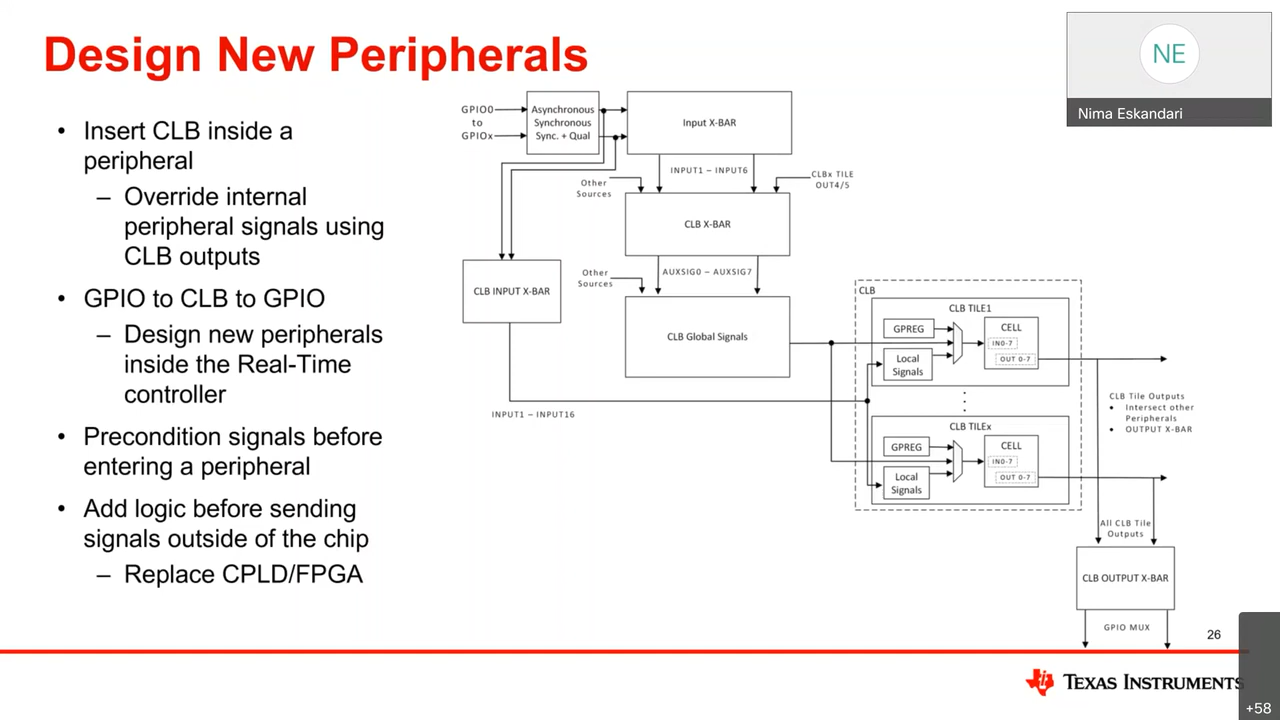 Design New Peripherals
NE
Nima Eskandari
• Insert CLB inside a
peripheral
– Override internal
peripheral signals using
CLB outputs
• GPIO to CLB to GPIO
– Design new peripherals
inside the Real-Time
controller
• Precondition signals before
entering a peripheral
• Add logic before sending
signals outside of the chip
– Replace CPLD/FPGA
GPIO0
to
GPIOx
Asynchronous
Synchronous
Sync. + Qual
Input X-BAR
INPUT1 – INPUT6
Other
Sources
CLBx TILE
OUT4/5
CLB X-BAR
Other
Sources
AUXSIG0 – AUXSIG7
CLB INPUT X-BAR
CLB Global Signals
INPUT1 – INPUT16
CLB
CLB TILE1
GPREG
Local
Signals
CELL
IN0-7
OUT 0-7
CLB TILEx
GPREG
Local
Signals
CELL
IN0-7
OUT 0-7
CLB Tile Outputs
• Intersect other
Peripherals
• OUTPUT X-BAR
All CLB Tile
Outputs
CLB OUTPUT X-BAR
GPIO MUX
26
TEXAS INSTRUMENTS
+58